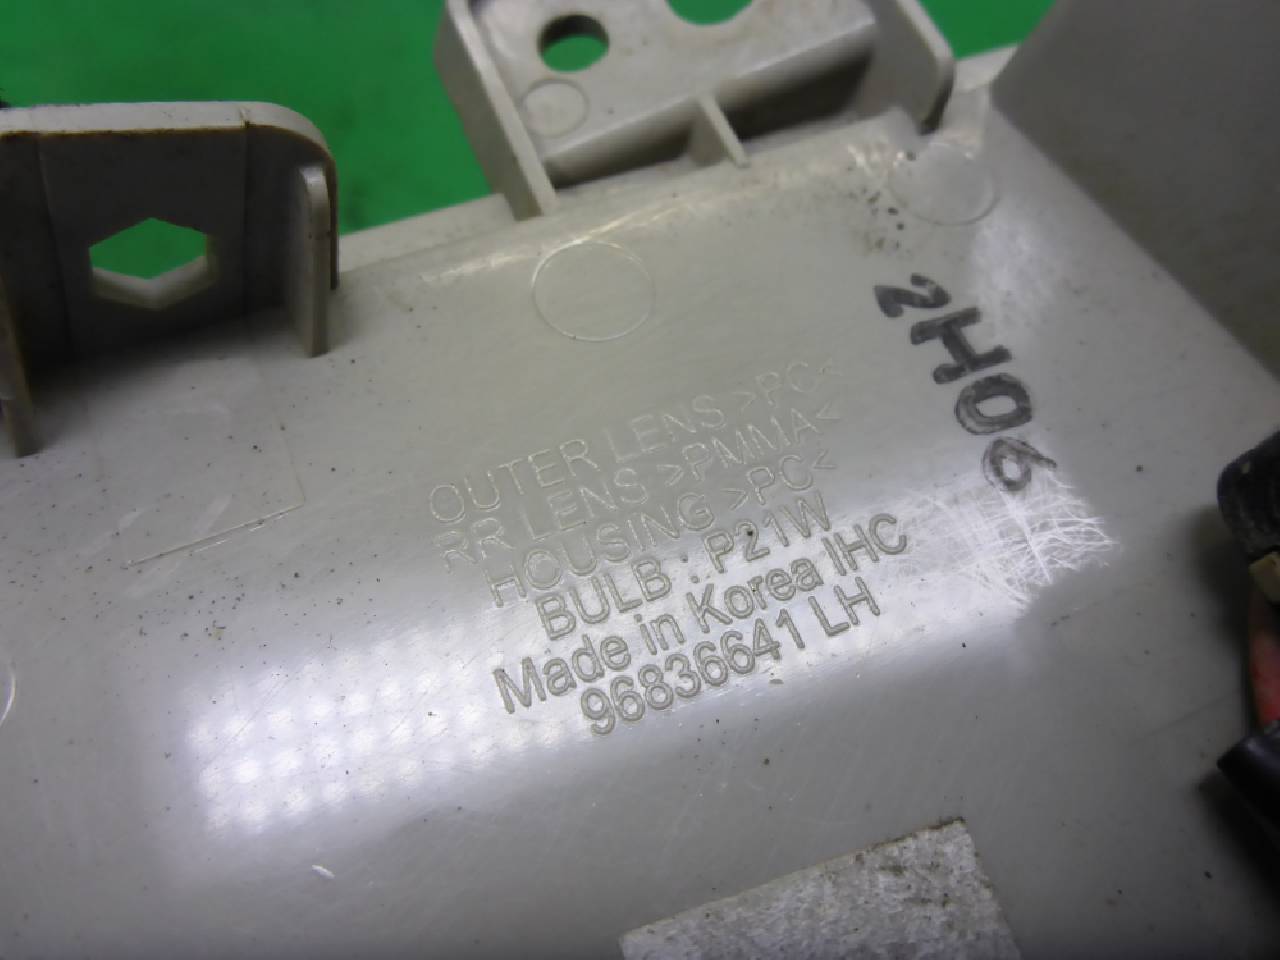 OUTER LENS >PC<
RR LENS >PMMA<
HOUSING >PC<
BULB : P21W
Made in Korea IHC
96836641 LH
2H06